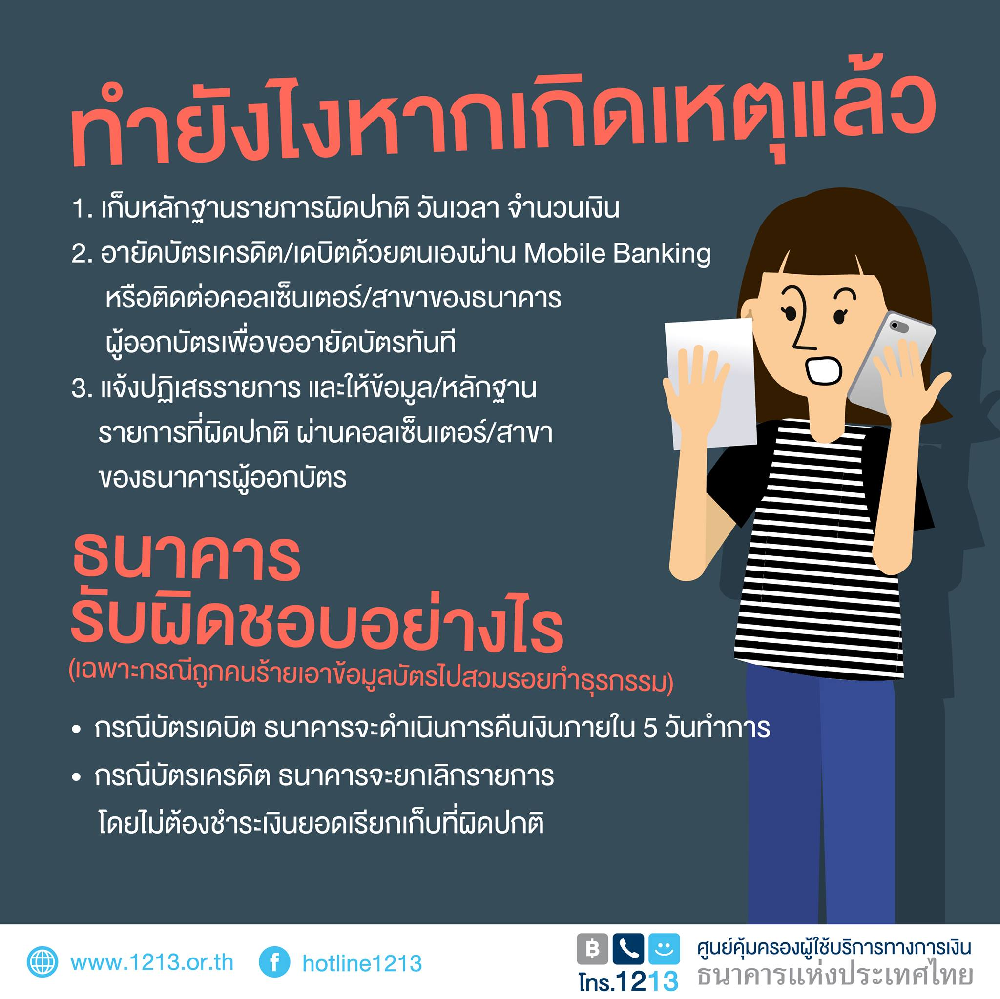 ทำยังไงหากเกิดเหตุแล้ว
1. เก็บหลักฐานรายการผิดปกติ วันเวลา จำนวนเงิน
2. อายัดบัตรเครดิต/เดบิตด้วยตนเองผ่าน Mobile Banking
หรือติดต่อคอลเซ็นเตอร์/สาขาของธนาคาร
ผู้ออกบัตรเพื่อขออายัดบัตรทันที
3. แจ้งปฏิเสธรายการ และให้ข้อมูล/หลักฐาน
รายการที่ผิดปกติ ผ่านคอลเซ็นเตอร์/สาขา
ของธนาคารผู้ออกบัตร
ธนาคาร
รับผิดชอบอย่างไร
(เฉพาะกรณีถูกคนร้ายเอาข้อมูลบัตรไปสวมรอยทำธุรกรรม)
• กรณีบัตรเดบิต ธนาคารจะดำเนินการคืนเงินภายใน 5 วันทำการ
• กรณีบัตรเครดิต ธนาคารจะยกเลิกรายการ
โดยไม่ต้องชำระเงินยอดเรียกเก็บที่ผิดปกติ
www.1213.or.th
hotline1213
โทร.1213
ศูนย์คุ้มครองผู้ใช้บริการทางการเงิน
ธนาคารแห่งประเทศไทย